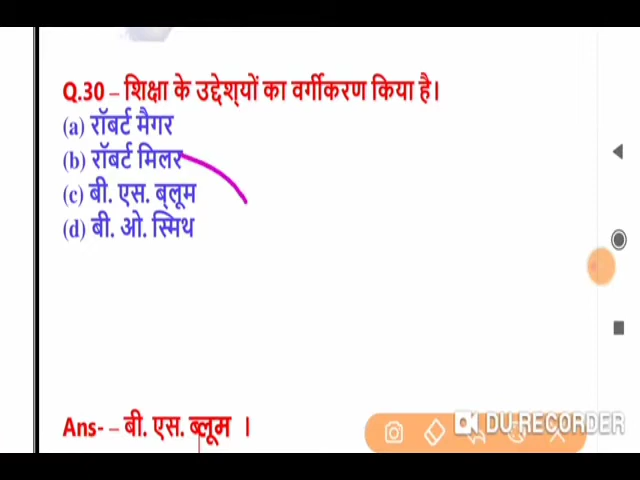 Q.30 – शिक्षा के उद्देश्यों का वर्गीकरण किया है।
(a) रॉबर्ट मैगर
(b) रॉबर्ट मिलर
(c) बी. एस. ब्लूम
(d) बी. ओ. स्मिथ
Ans- – बी. एस. ब्लूम ।
DU RECORDER